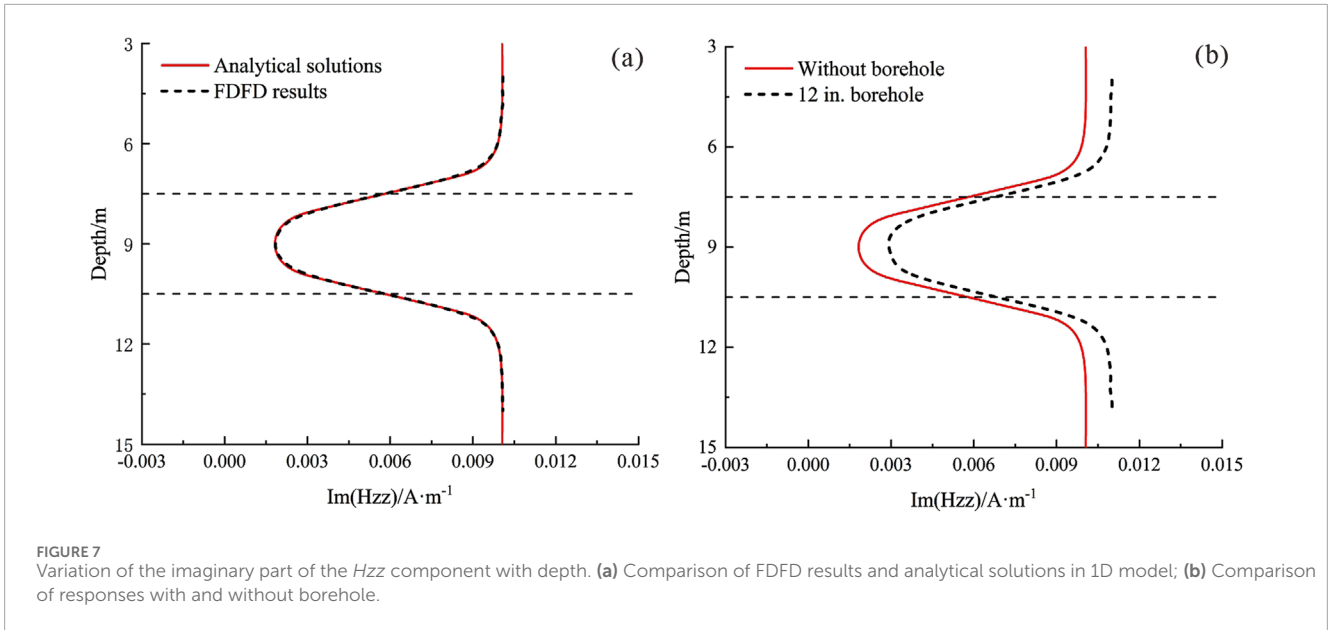 (a)
Analytical solutions
FDFD results
3
6
9
12
15
Depth/m
-0.003 0.000 0.003 0.006 0.009 0.012 0.015
Im(Hzz)/A·m⁻¹
(b)
Without borehole
12 in. borehole
3
6
9
12
15
Depth/m
-0.003 0.000 0.003 0.006 0.009 0.012 0.015
Im(Hzz)/A·m⁻¹
FIGURE 7
Variation of the imaginary part of the Hzz component with depth. (a) Comparison of FDFD results and analytical solutions in 1D model; (b) Comparison
of responses with and without borehole.